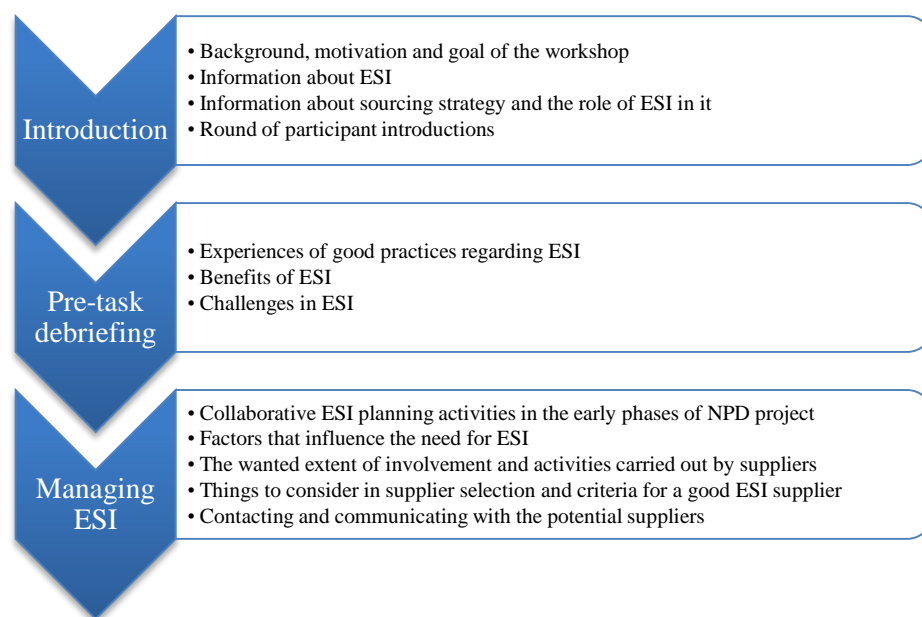 Introduction
• Background, motivation and goal of the workshop
• Information about ESI
• Information about sourcing strategy and the role of ESI in it
• Round of participant introductions
Pre-task
debriefing
• Experiences of good practices regarding ESI
• Benefits of ESI
• Challenges in ESI
Managing
ESI
• Collaborative ESI planning activities in the early phases of NPD project
• Factors that influence the need for ESI
• The wanted extent of involvement and activities carried out by suppliers
• Things to consider in supplier selection and criteria for a good ESI supplier
• Contacting and communicating with the potential suppliers